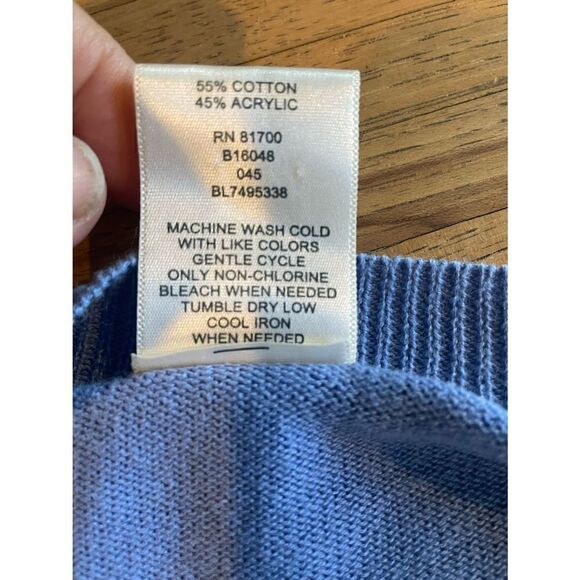 55% COTTON
45% ACRYLIC
RN 81700
B16048
045
BL7495338
MACHINE WASH COLD
WITH LIKE COLORS
GENTLE CYCLE
ONLY NON-CHLORINE
BLEACH WHEN NEEDED
TUMBLE DRY LOW
COOL IRON
WHEN NEEDED